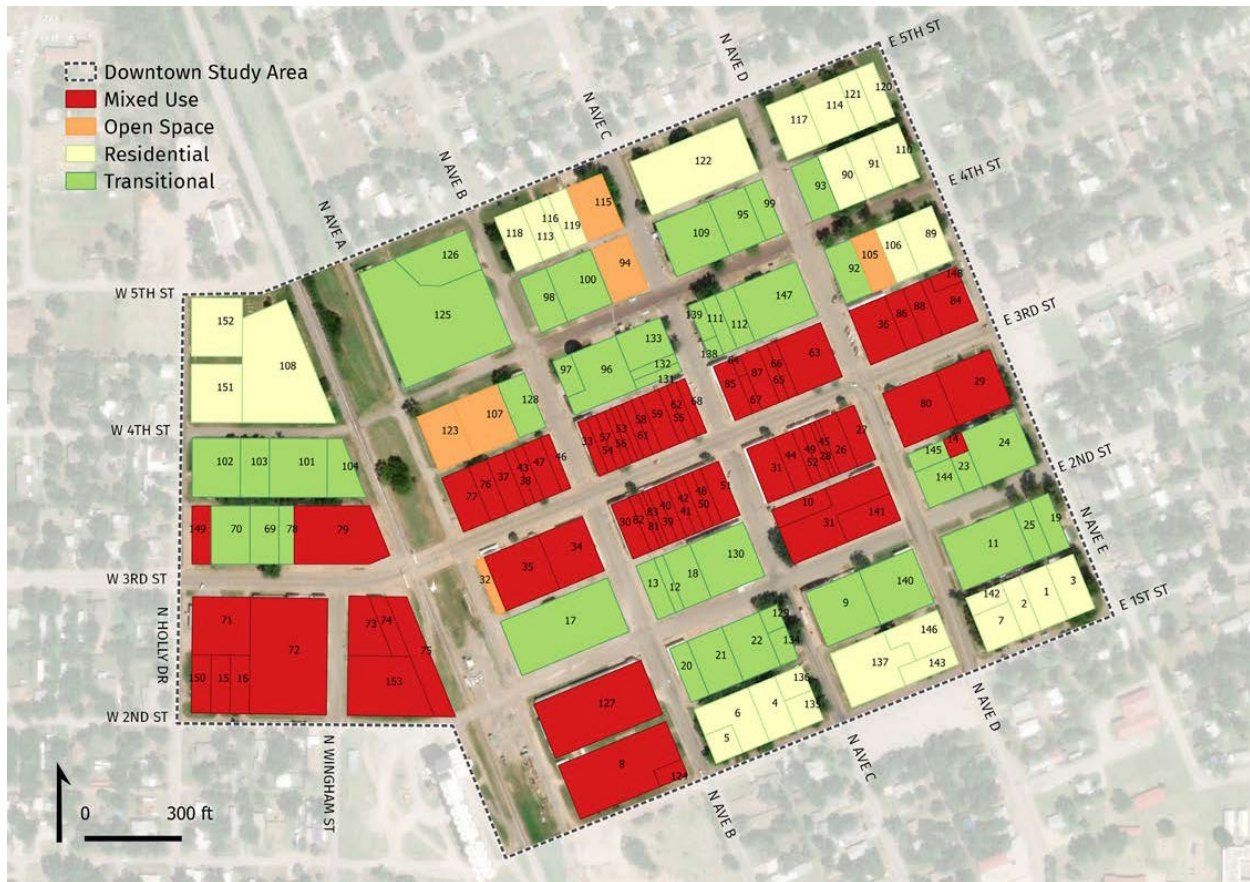 Downtown Study Area
Mixed Use
Open Space
Residential
Transitional
E 5TH ST
N AVE D
N AVE C
N AVE B
N AVE A
E 4TH ST
E 3RD ST
E 2ND ST
N AVE E
E 1ST ST
W 5TH ST
W 4TH ST
W 3RD ST
N HOLLY DR
W 2ND ST
N WINGHAM ST
N AVE B
N AVE C
N AVE D
0 300 ft
117 114 121 120
93 90 91 110
122
109 95 99
92 105 106 89
118 116 113 119 115
98 100 94
126
125
152
151
108
139 111 112 147
138
36 86 88 148 84
97 96 133 132 131
64 85 87 67 66 65 63
123 107 128
33 57 54 53 56 58 61 59 62 55 68
80 29
102 103 101 104
77 76 37 43 38 47 46
31 44 49 52 45 28 26 27
145 14 144 23 24
149 70 69 78 79
30 82 83 81 40 39 42 41 48 50 51
10 31 141
32 35 34
13 12 18 130
11 25 19
71 72 73 74 75
17
9 140
142 7 2 1 3
150 15 16 153
20 21 22 129 134
137 146 143
127
5 6 4 136 135
8 124